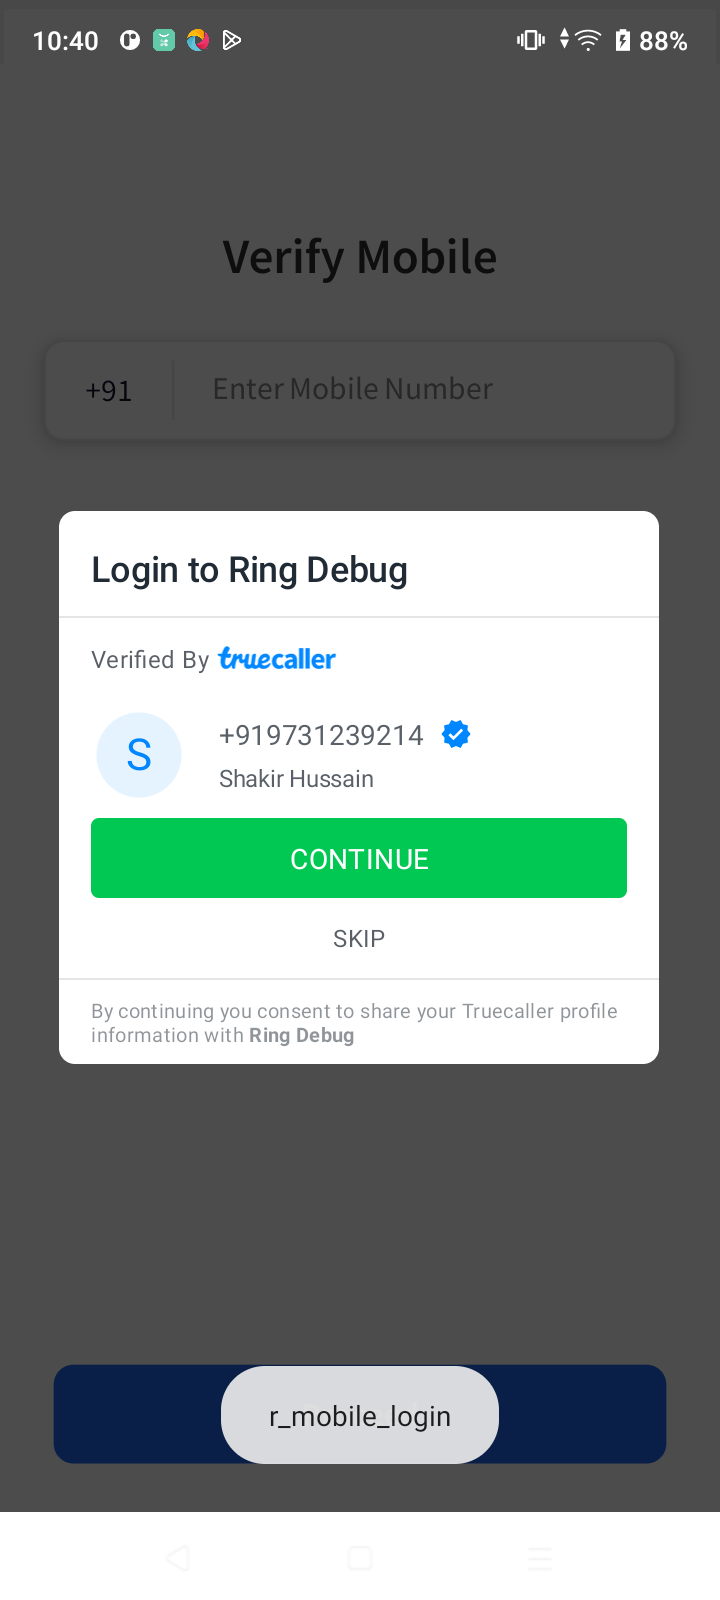 10:40
88%
Verify Mobile
+91 Enter Mobile Number
Login to Ring Debug
Verified By truecaller
S
+919731239214
Shakir Hussain
CONTINUE
SKIP
By continuing you consent to share your Truecaller profile
information with Ring Debug
r_mobile_login